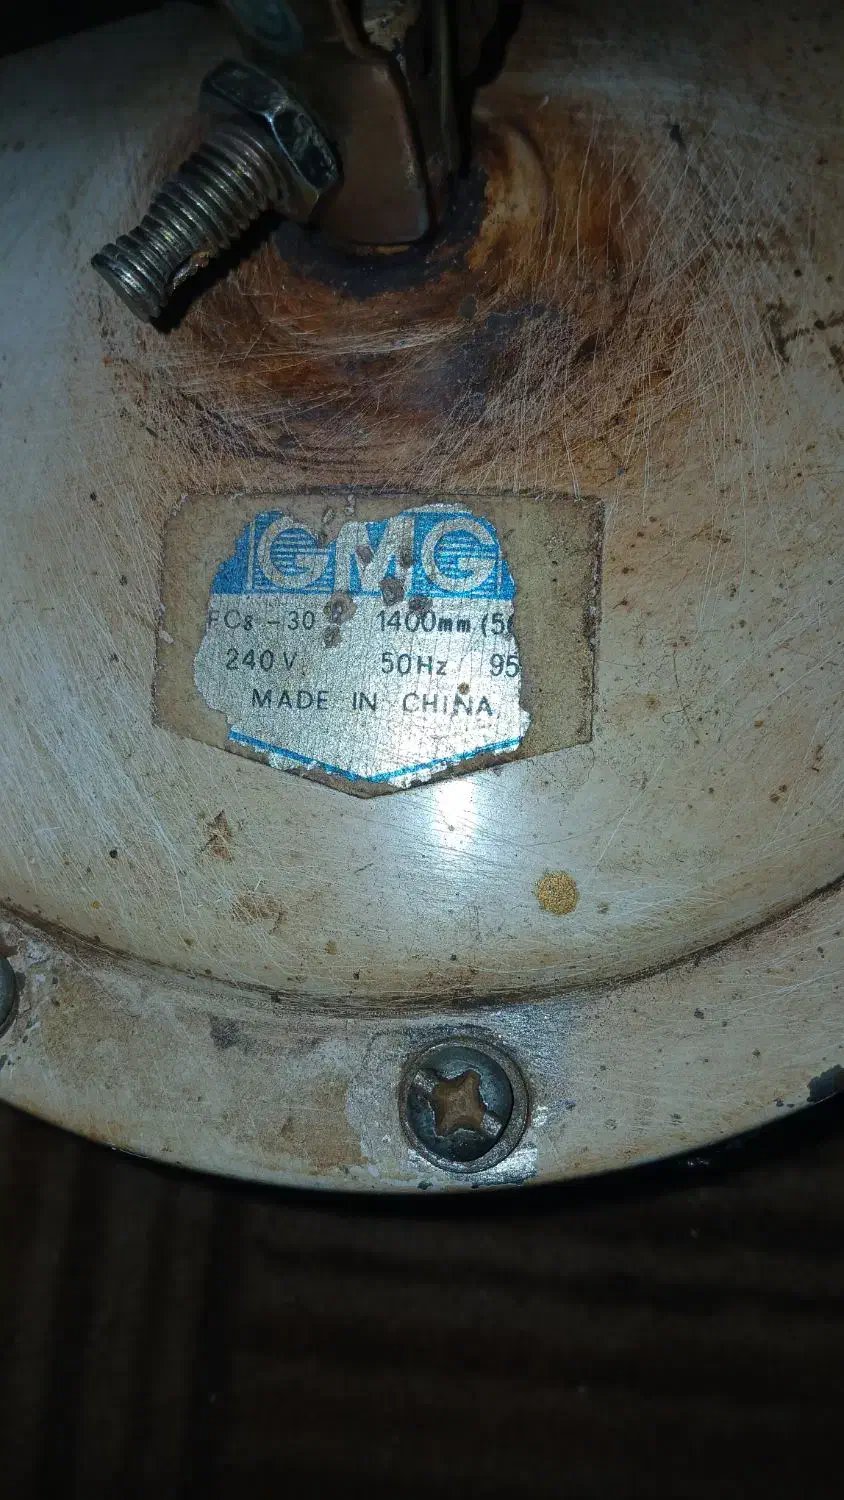 GMG
FC8-30 1400mm (5
240V. 50Hz 95
MADE IN CHINA